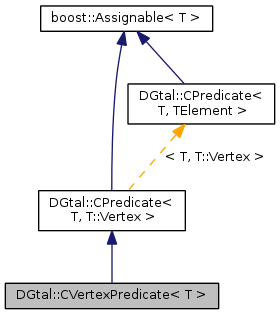 boost::Assignable< T >
DGtal::CPredicate<
T, TElement >
< T, T::Vertex >
DGtal::CPredicate<
T, T::Vertex >
DGtal::CVertexPredicate< T >